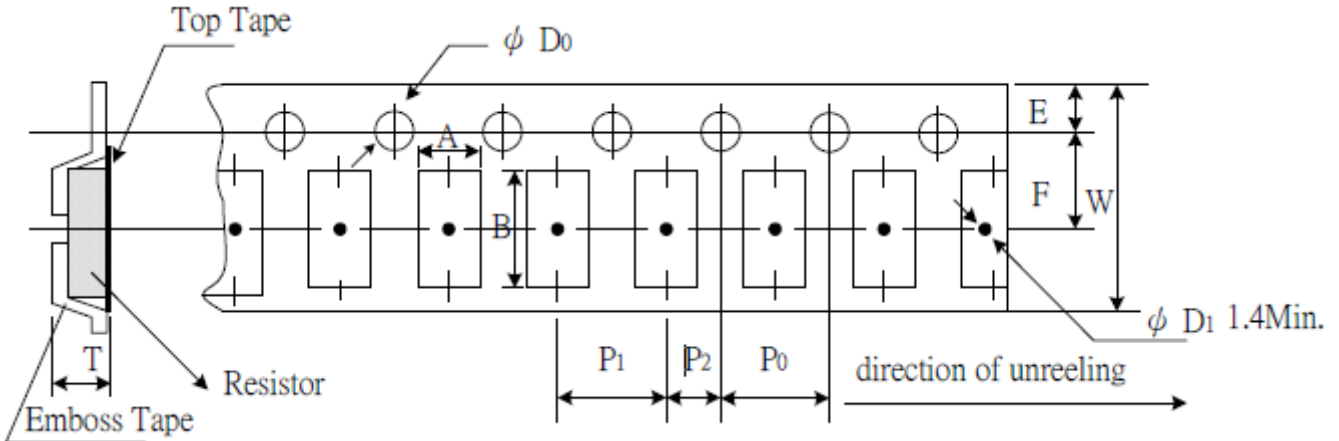 Top Tape
ϕ D0
E
A
F
W
B
ϕ D1 1.4Min.
T
P1
P2
P0
direction of unreeling
Resistor
Emboss Tape